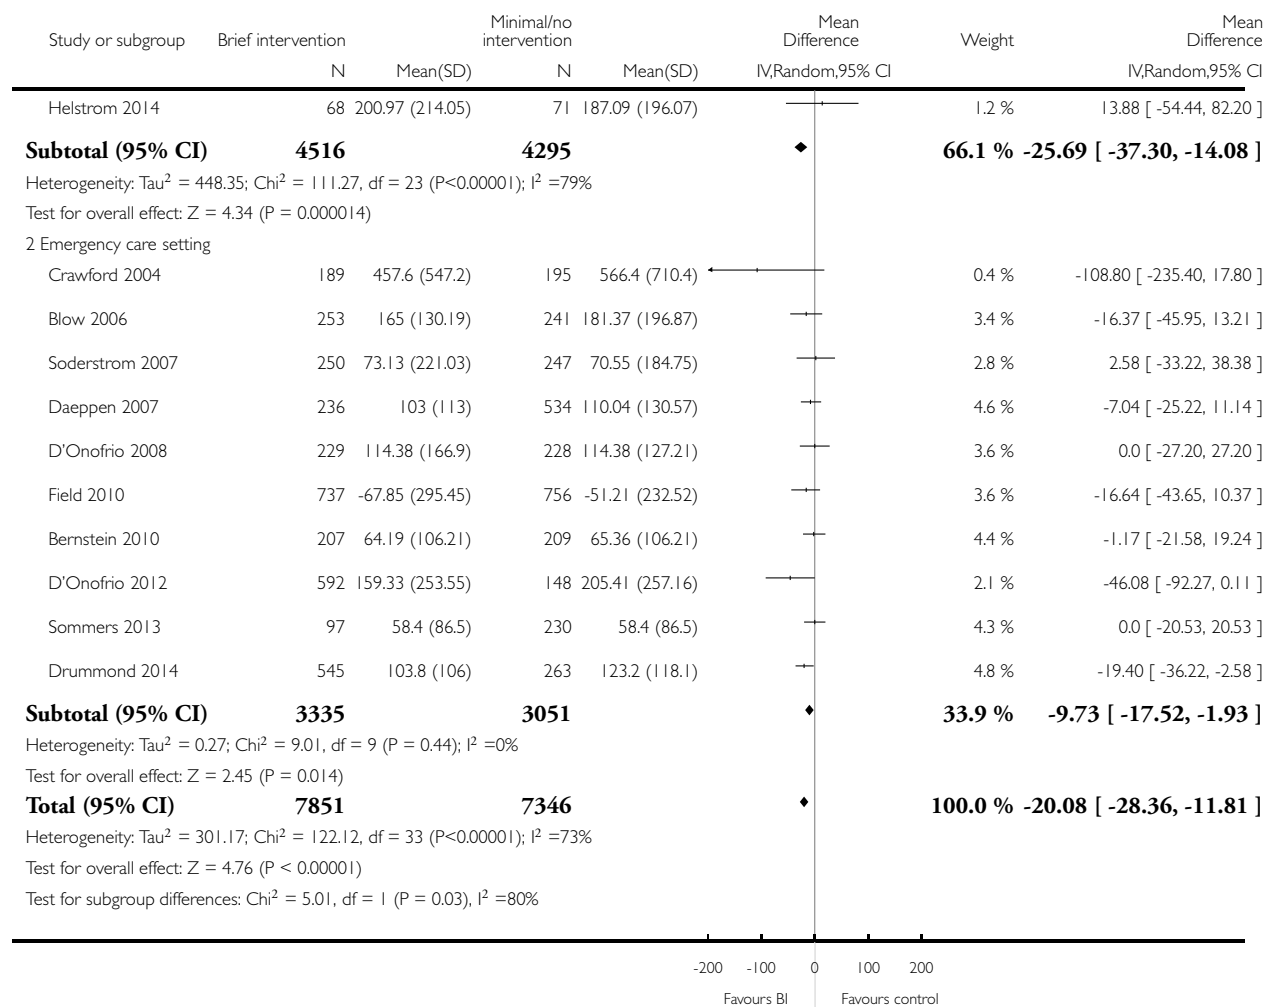 Study or subgroup Brief intervention Minimal/no intervention Mean Difference Weight Mean Difference
N Mean(SD) N Mean(SD) IV,Random,95% CI IV,Random,95% CI
Helstrom 2014 68 200.97 (214.05) 71 187.09 (196.07) 1.2 % 13.88 [ -54.44, 82.20 ]
Subtotal (95% CI) 4516 4295 66.1 % -25.69 [ -37.30, -14.08 ]
Heterogeneity: Tau² = 448.35; Chi² = 111.27, df = 23 (P<0.00001); I² =79%
Test for overall effect: Z = 4.34 (P = 0.000014)
2 Emergency care setting
Crawford 2004 189 457.6 (547.2) 195 566.4 (710.4) 0.4 % -108.80 [ -235.40, 17.80 ]
Blow 2006 253 165 (130.19) 241 181.37 (196.87) 3.4 % -16.37 [ -45.95, 13.21 ]
Soderstrom 2007 250 73.13 (221.03) 247 70.55 (184.75) 2.8 % 2.58 [ -33.22, 38.38 ]
Daeppen 2007 236 103 (113) 534 110.04 (130.57) 4.6 % -7.04 [ -25.22, 11.14 ]
D'Onofrio 2008 229 114.38 (166.9) 228 114.38 (127.21) 3.6 % 0.0 [ -27.20, 27.20 ]
Field 2010 737 -67.85 (295.45) 756 -51.21 (232.52) 3.6 % -16.64 [ -43.65, 10.37 ]
Bernstein 2010 207 64.19 (106.21) 209 65.36 (106.21) 4.4 % -1.17 [ -21.58, 19.24 ]
D'Onofrio 2012 592 159.33 (253.55) 148 205.41 (257.16) 2.1 % -46.08 [ -92.27, 0.11 ]
Sommers 2013 97 58.4 (86.5) 230 58.4 (86.5) 4.3 % 0.0 [ -20.53, 20.53 ]
Drummond 2014 545 103.8 (106) 263 123.2 (118.1) 4.8 % -19.40 [ -36.22, -2.58 ]
Subtotal (95% CI) 3335 3051 33.9 % -9.73 [ -17.52, -1.93 ]
Heterogeneity: Tau² = 0.27; Chi² = 9.01, df = 9 (P = 0.44); I² =0%
Test for overall effect: Z = 2.45 (P = 0.014)
Total (95% CI) 7851 7346 100.0 % -20.08 [ -28.36, -11.81 ]
Heterogeneity: Tau² = 301.17; Chi² = 122.12, df = 33 (P<0.00001); I² =73%
Test for overall effect: Z = 4.76 (P < 0.00001)
Test for subgroup differences: Chi² = 5.01, df = 1 (P = 0.03), I² =80%
-200 -100 0 100 200
Favours BI Favours control